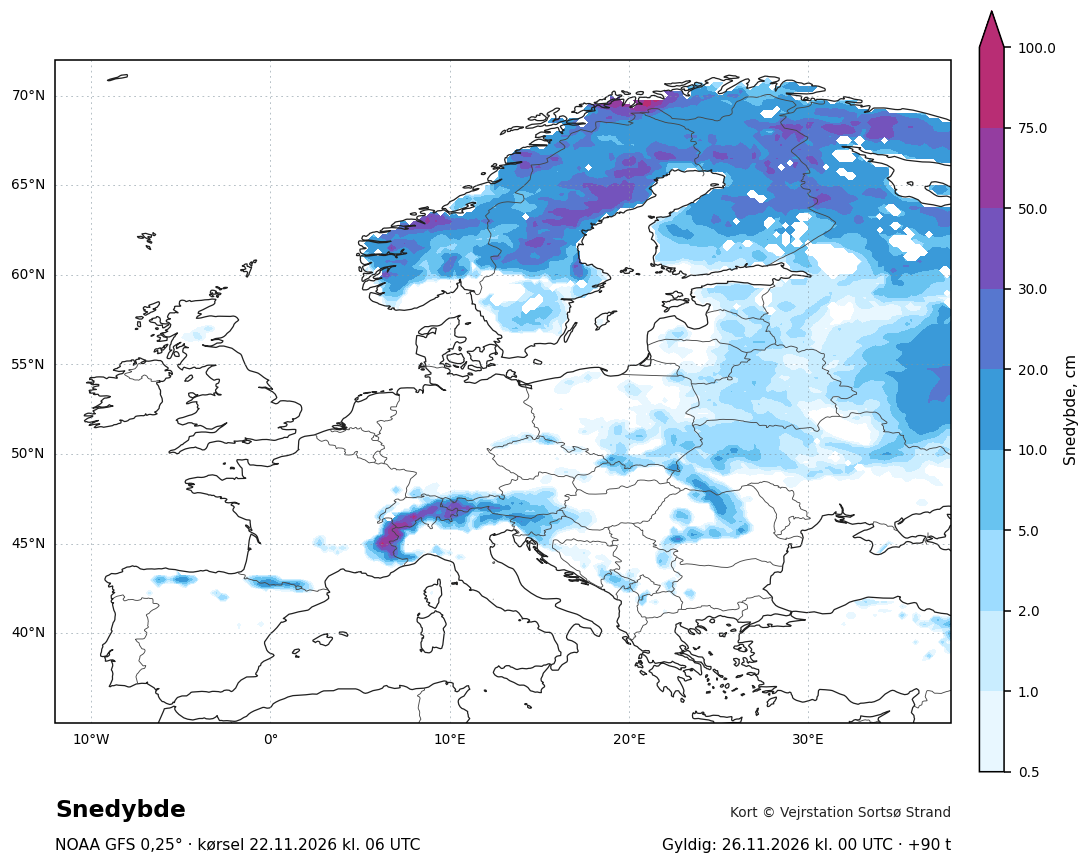 70°N
65°N
60°N
55°N
50°N
45°N
40°N
10°W
0°
10°E
20°E
30°E
100.0
75.0
50.0
30.0
20.0
10.0
5.0
2.0
1.0
0.5
Snedybde, cm
Snedybde
Kort © Vejrstation Sortsø Strand
NOAA GFS 0,25° · kørsel 22.11.2026 kl. 06 UTC
Gyldig: 26.11.2026 kl. 00 UTC · +90 t